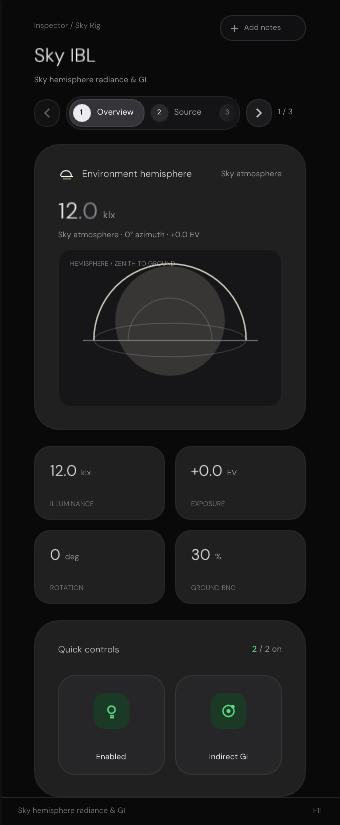 Inspector / Sky Rig
+ Add notes
Sky IBL
Sky hemisphere radiance & GI
1 Overview 2 Source 3
1 / 3
Environment hemisphere
Sky atmosphere
12.0 klx
Sky atmosphere · 0° azimuth · +0.0 EV
HEMISPHERE / ZENITH TO GROUND
12.0 klx
ILLUMINANCE
+0.0 EV
EXPOSURE
0 deg
ROTATION
30 %
GROUND BNC
Quick controls
2 / 2 on
Enabled
Indirect GI
Sky hemisphere radiance & GI